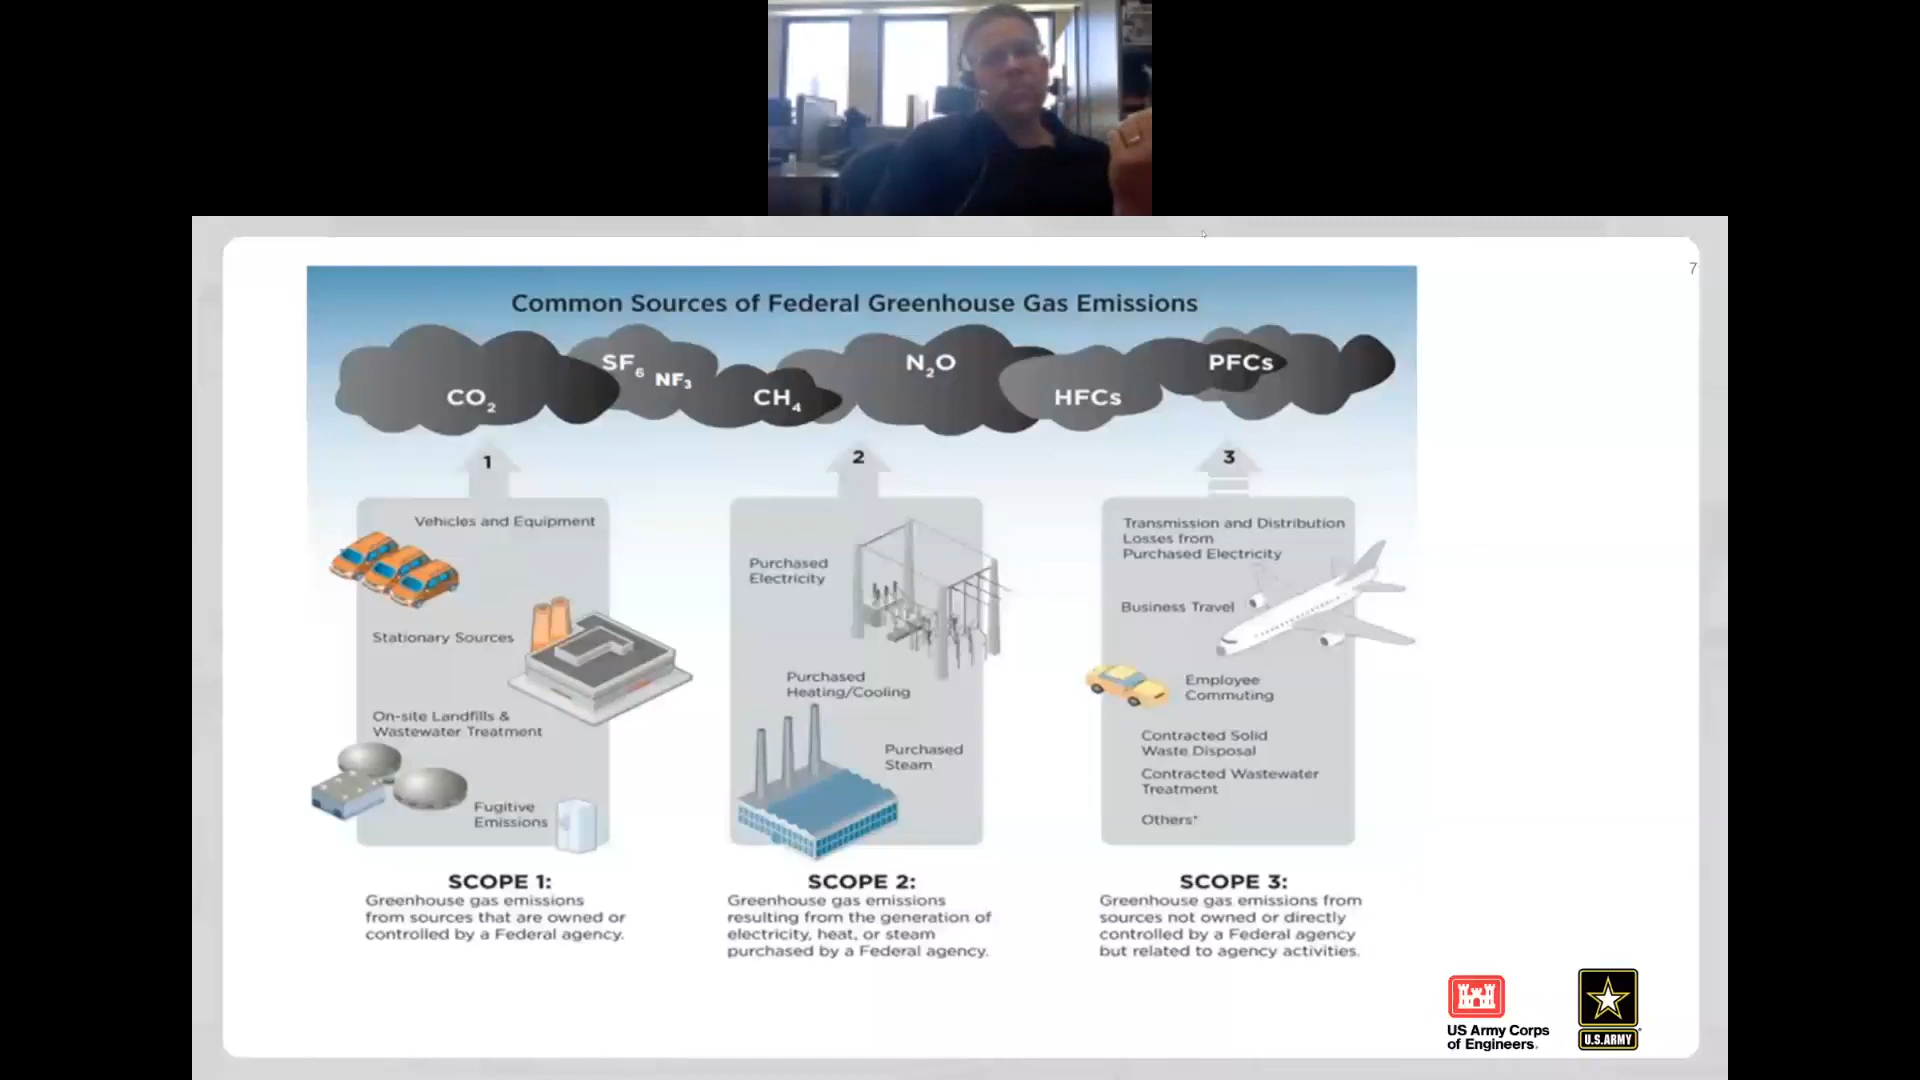 7
Common Sources of Federal Greenhouse Gas Emissions
CO2
SF6
NF3
CH4
N2O
HFCs
PFCs
1
Vehicles and Equipment
Stationary Sources
On-site Landfills &
Wastewater Treatment
Fugitive
Emissions
SCOPE 1:
Greenhouse gas emissions
from sources that are owned or
controlled by a Federal agency.
2
Purchased
Electricity
Purchased
Heating/Cooling
Purchased
Steam
SCOPE 2:
Greenhouse gas emissions
resulting from the generation of
electricity, heat, or steam
purchased by a Federal agency.
3
Transmission and Distribution
Losses from
Purchased Electricity
Business Travel
Employee
Commuting
Contracted Solid
Waste Disposal
Contracted Wastewater
Treatment
Others*
SCOPE 3:
Greenhouse gas emissions from
sources not owned or directly
controlled by a Federal agency
but related to agency activities.
US Army Corps
of Engeneers.
U.S.ARMY